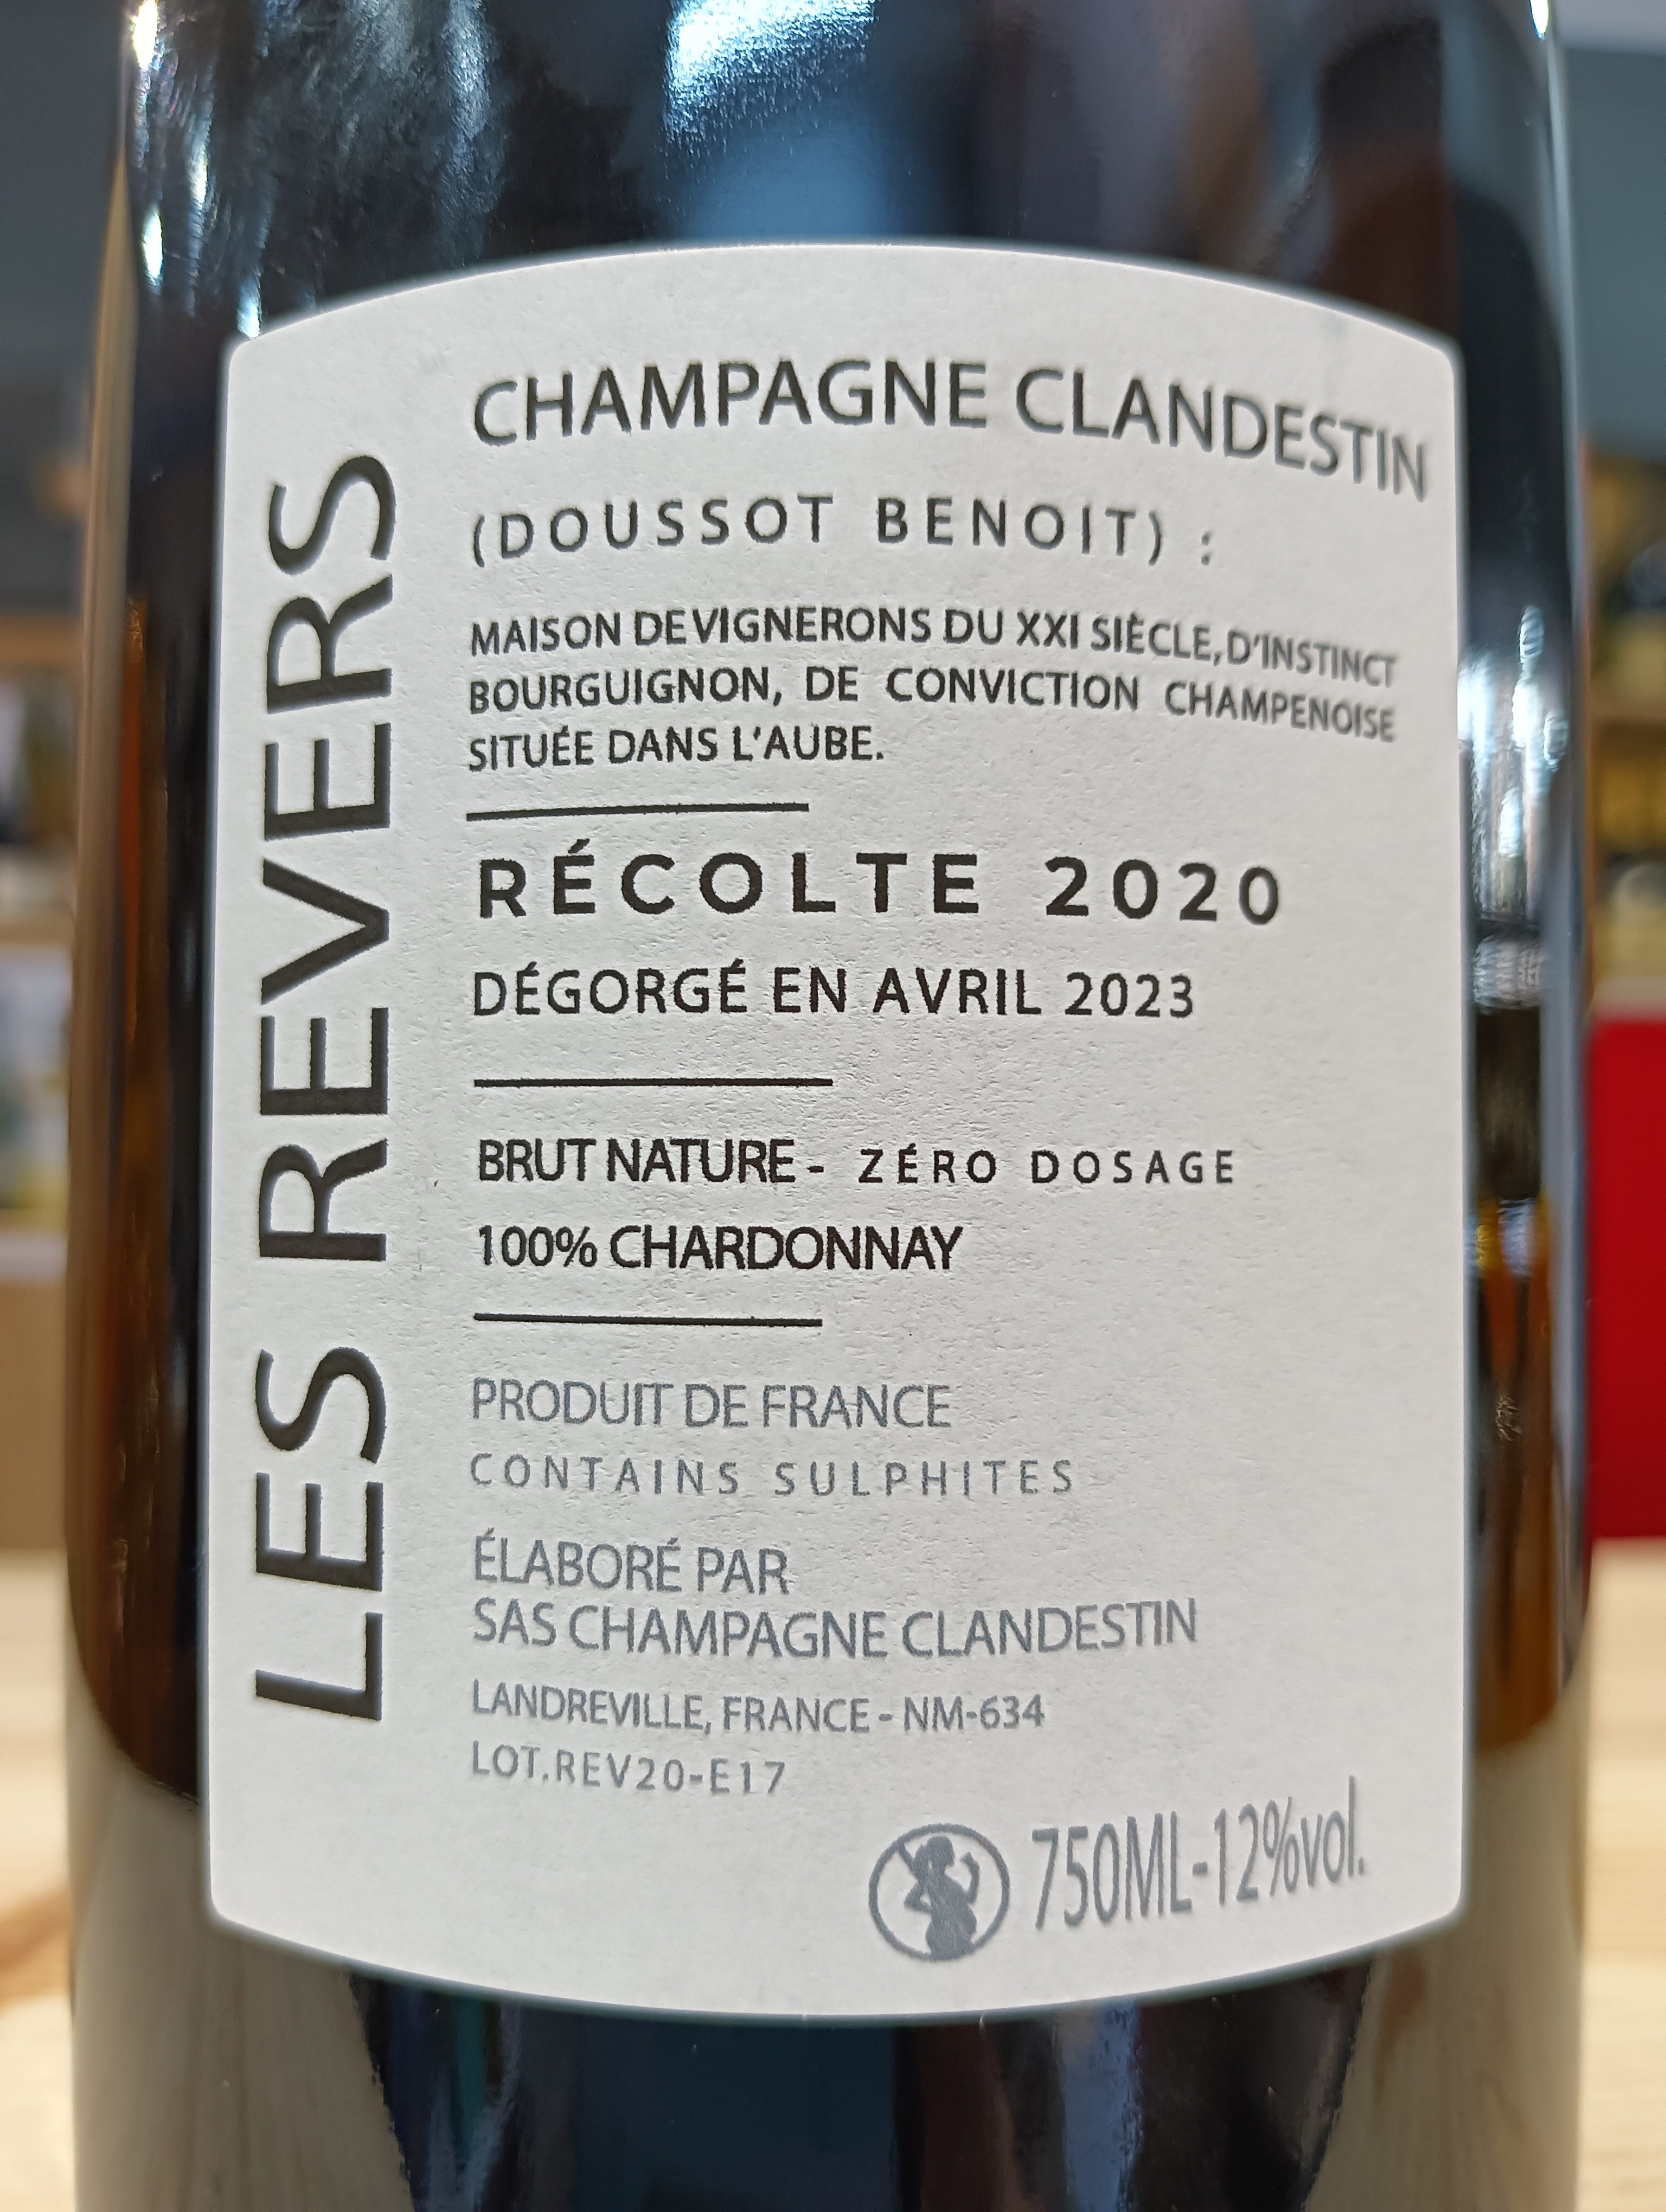 LES REVERS
CHAMPAGNE CLANDESTIN
(DOUSSOT BENOIT) :
MAISON DE VIGNERONS DU XXI SIÈCLE, D'INSTINCT
BOURGUIGNON, DE CONVICTION CHAMPENOISE
SITUÉE DANS L'AUBE.
RÉCOLTE 2020
DÉGORGÉ EN AVRIL 2023
BRUT NATURE - ZÉRO DOSAGE
100% CHARDONNAY
PRODUIT DE FRANCE
CONTAINS SULPHITES
ÉLABORÉ PAR
SAS CHAMPAGNE CLANDESTIN
LANDREVILLE, FRANCE - NM-634
LOT.REV20-E17
750ML-12%vol.